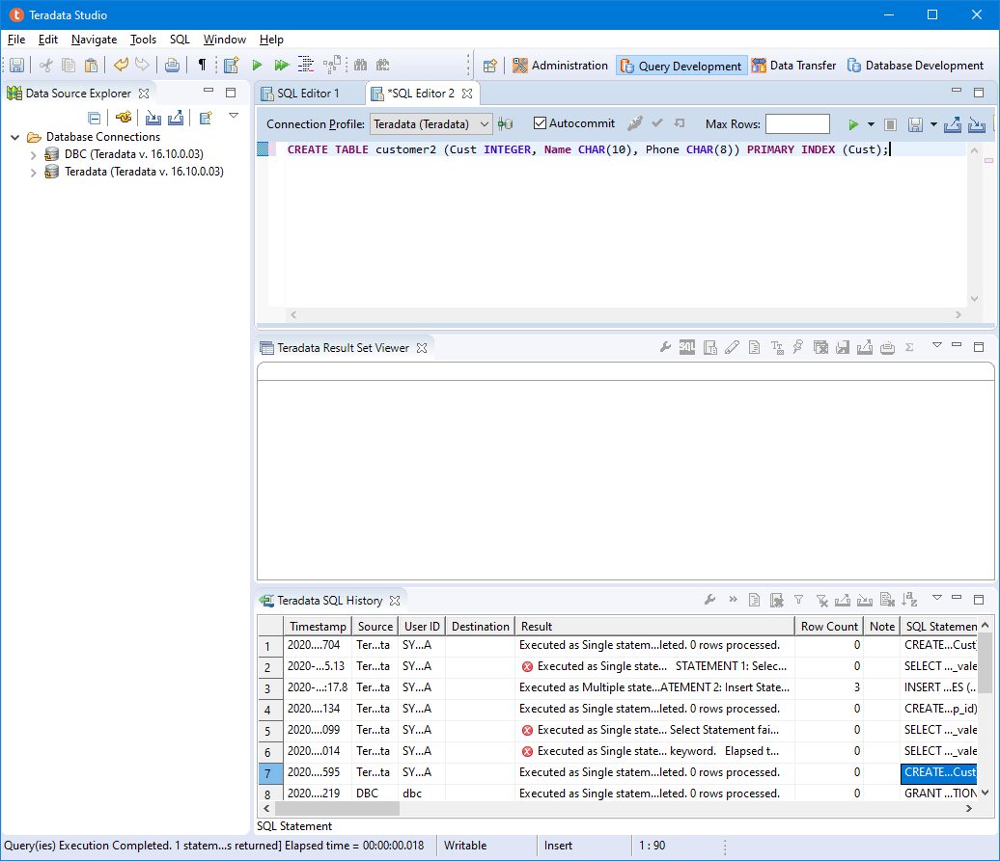 Teradata Studio
File Edit Navigate Tools SQL Window Help
Administration Query Development Data Transfer Database Development
Data Source Explorer
Database Connections
DBC (Teradata v. 16.10.0.03)
Teradata (Teradata v. 16.10.0.03)
SQL Editor 1 *SQL Editor 2
Connection Profile: Teradata (Teradata) Autocommit Max Rows:
CREATE TABLE customer2 (Cust INTEGER, Name CHAR(10), Phone CHAR(8)) PRIMARY INDEX (Cust);
Teradata Result Set Viewer
SQL
Teradata SQL History
Timestamp Source User ID Destination Result Row Count Note SQL Statemen
1 2020....704 Ter...ta SY...A Executed as Single statem...leted. 0 rows processed. 0 CREATE...Cust
2 2020-...5.13 Ter...ta SY...A Executed as Single state... STATEMENT 1: Selec... 0 SELECT ..._vale
3 2020-...:17.8 Ter...ta SY...A Executed as Multiple state...ATEMENT 2: Insert State... 3 INSERT ...ES (..
4 2020....134 Ter...ta SY...A Executed as Single statem...leted. 0 rows processed. 0 CREATE...p_id)
5 2020....099 Ter...ta SY...A Executed as Single state... Select Statement fai... 0 SELECT ..._vale
6 2020....014 Ter...ta SY...A Executed as Single state... keyword. Elapsed t... 0 SELECT ..._vale
7 2020....595 Ter...ta SY...A Executed as Single statem...leted. 0 rows processed. 0 CREATE...Cust
8 2020....219 DBC dbc Executed as Single statem...leted. 0 rows processed. 0 GRANT ...TION
SQL Statement
Query(ies) Execution Completed. 1 statem...s returned] Elapsed time = 00:00:00.018 Writable Insert 1 : 90